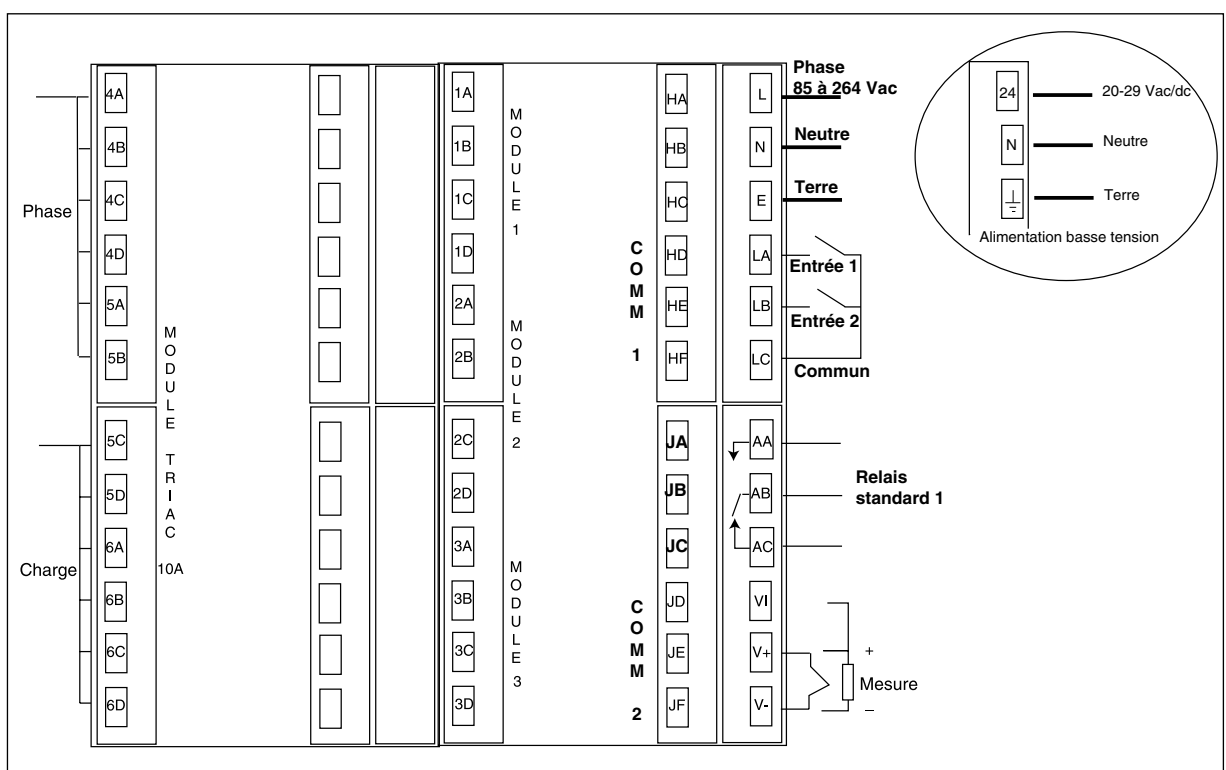 Phase
4A
4B
4C
4D
5A
5B
Charge
5C
5D
6A
6B
6C
6D
MODULE TRIAC
10A
1A
1B
1C
1D
2A
2B
2C
2D
3A
3B
3C
3D
MODULE 1
MODULE 2
MODULE 3
COMM 1
COMM 2
HA
HB
HC
HD
HE
HF
JA
JB
JC
JD
JE
JF
L
N
E
LA
LB
LC
AA
AB
AC
VI
V+
V-
Phase
85 à 264 Vac
Neutre
Terre
Entrée 1
Entrée 2
Commun
Relais
standard 1
+
Mesure
–
24
20-29 Vac/dc
N
Neutre
Terre
Alimentation basse tension